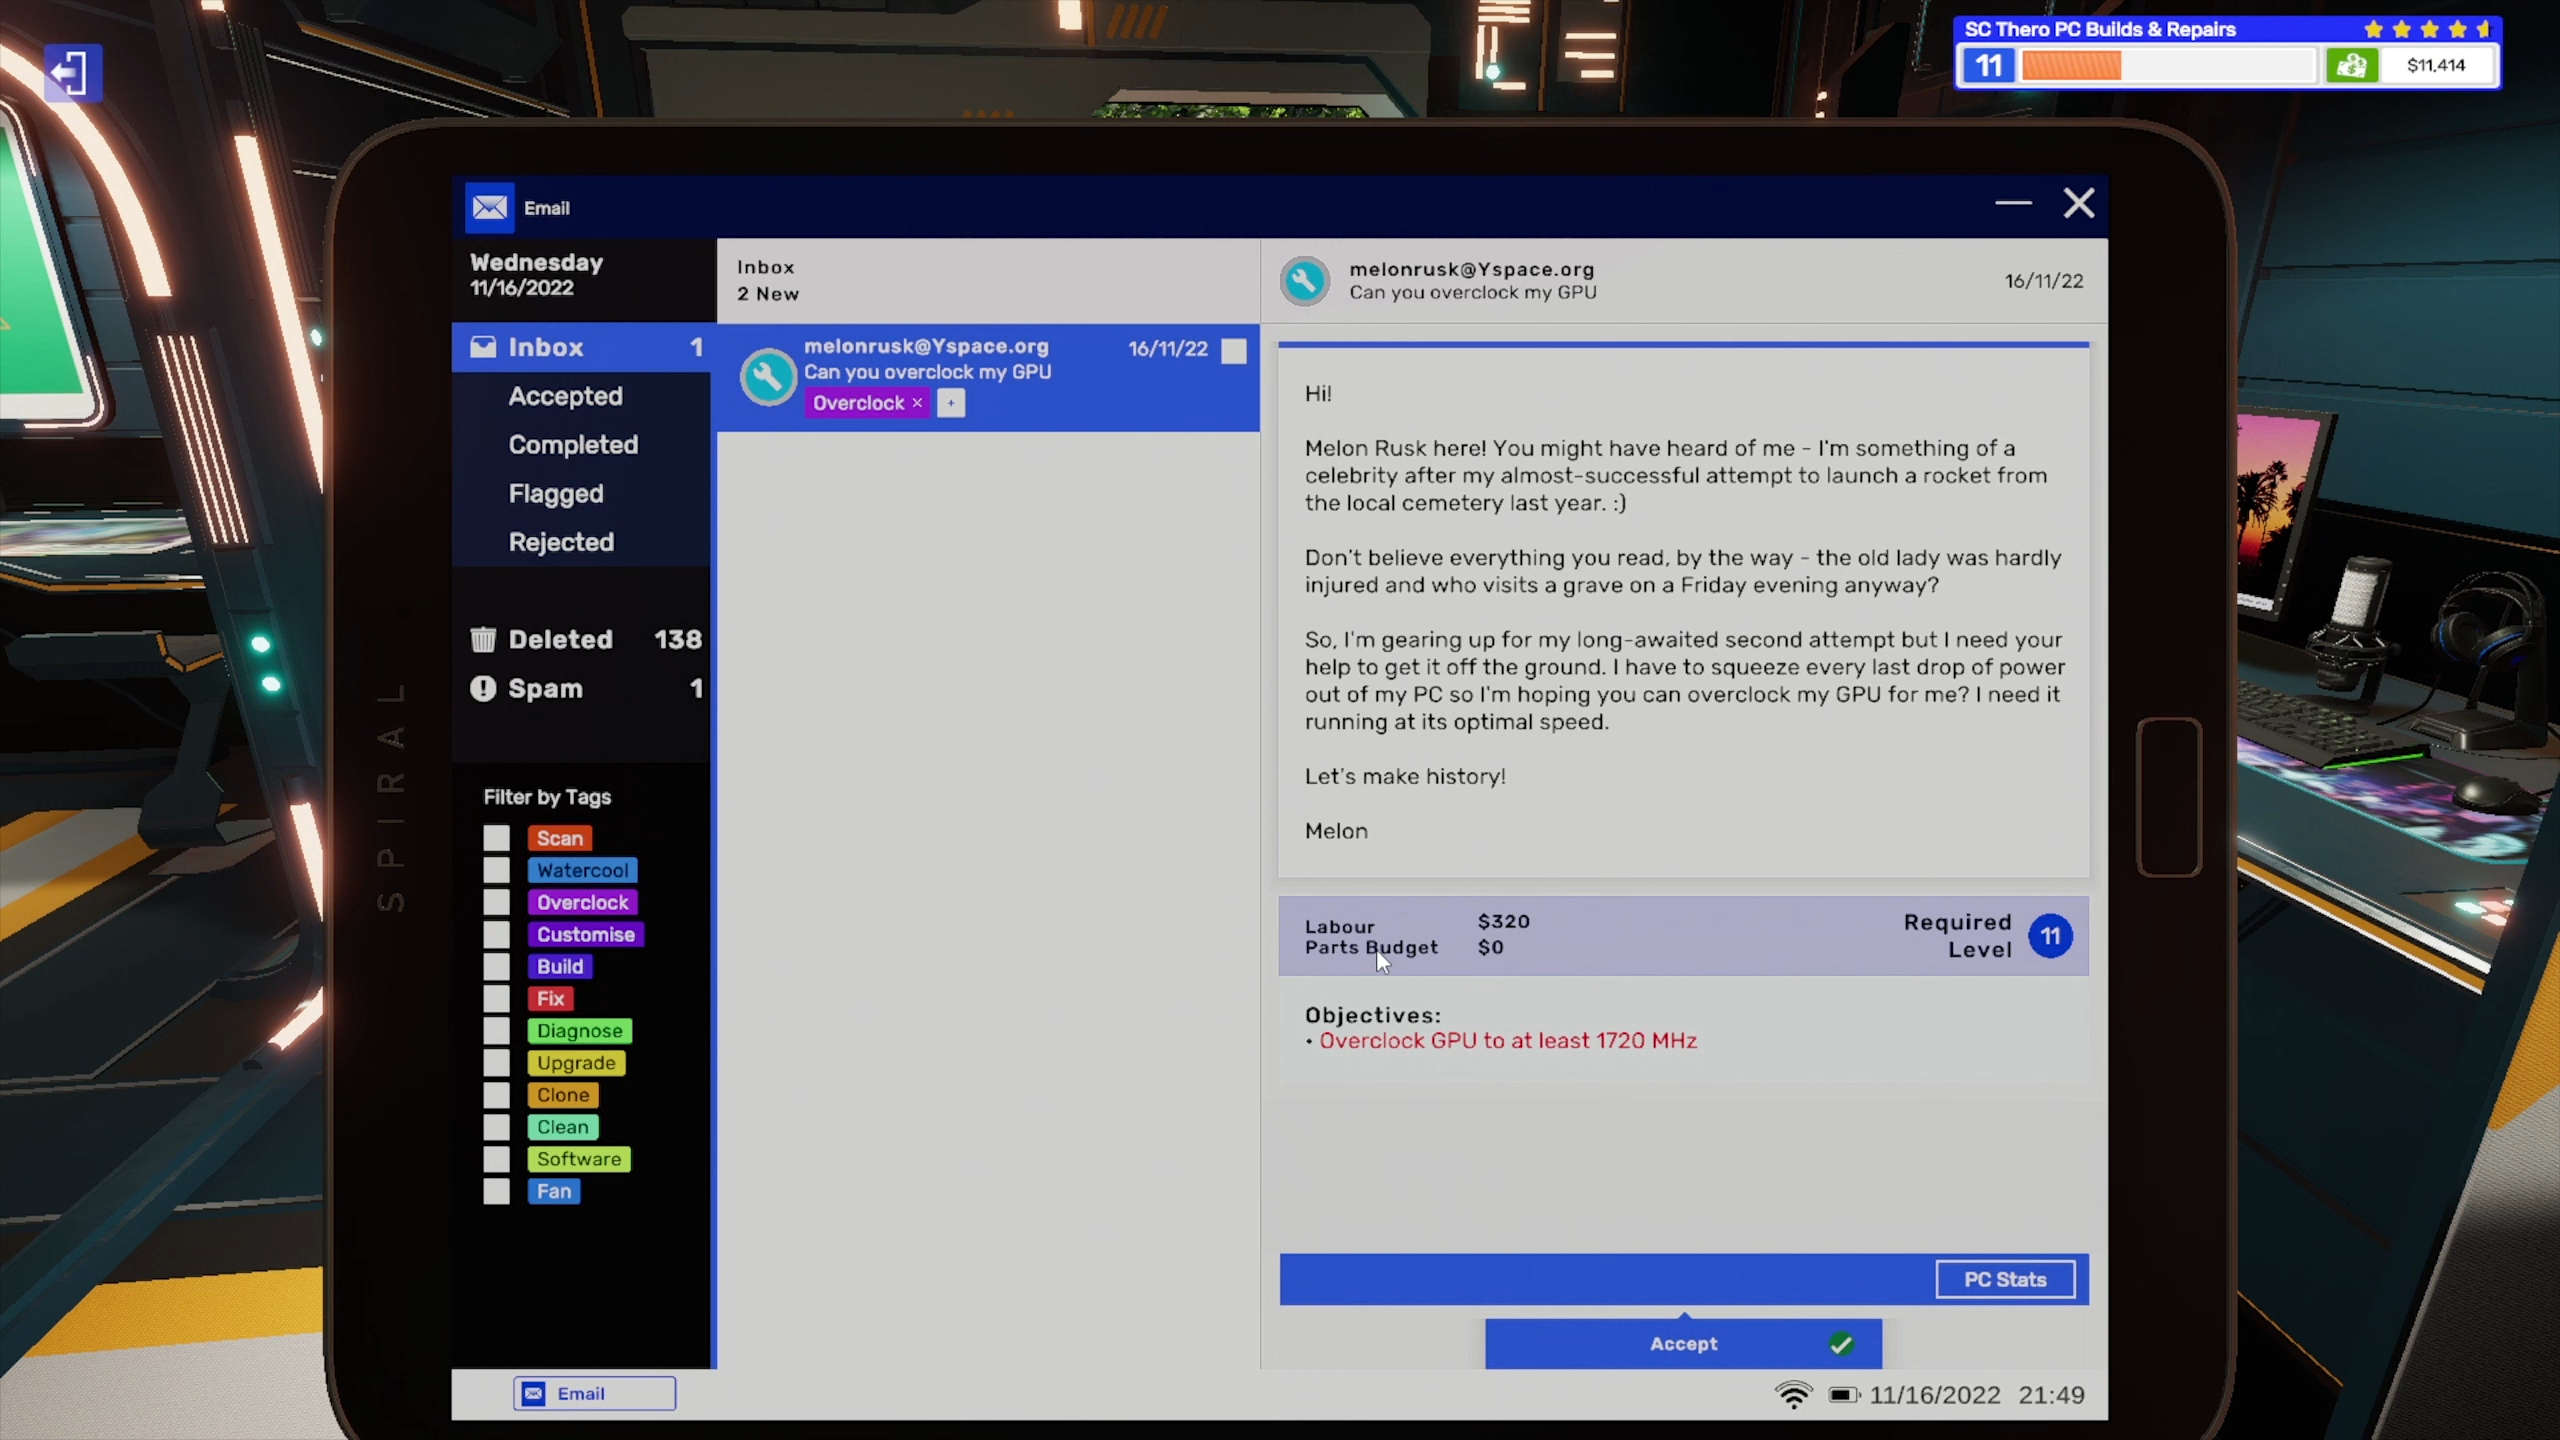 SC Thero PC Builds & Repairs
11
$11,414
Email
Wednesday
11/16/2022
Inbox 1
Accepted
Completed
Flagged
Rejected
Deleted 138
Spam 1
Filter by Tags
Scan
Watercool
Overclock
Customise
Build
Fix
Diagnose
Upgrade
Clone
Clean
Software
Fan
Inbox
2 New
melonrusk@Yspace.org 16/11/22
Can you overclock my GPU
Overclock × +
melonrusk@Yspace.org
Can you overclock my GPU
16/11/22
Hi!
Melon Rusk here! You might have heard of me - I'm something of a
celebrity after my almost-successful attempt to launch a rocket from
the local cemetery last year. :)
Don't believe everything you read, by the way - the old lady was hardly
injured and who visits a grave on a Friday evening anyway?
So, I'm gearing up for my long-awaited second attempt but I need your
help to get it off the ground. I have to squeeze every last drop of power
out of my PC so I'm hoping you can overclock my GPU for me? I need it
running at its optimal speed.
Let's make history!
Melon
Labour $320
Parts Budget $0
Required
Level
11
Objectives:
• Overclock GPU to at least 1720 MHz
PC Stats
Accept
Email
11/16/2022 21:49
SPIRAL